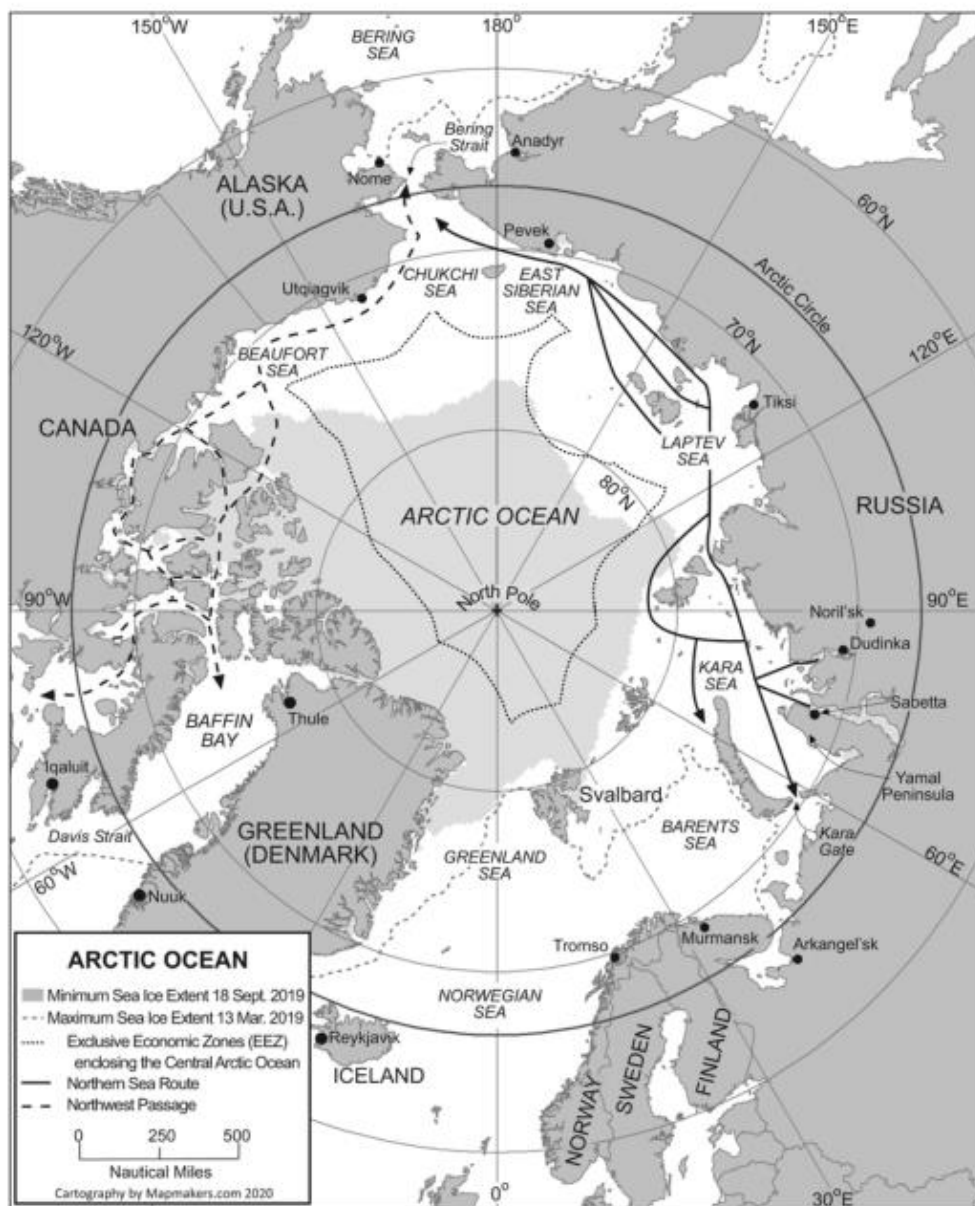 150°W
180°
150°E
BERING
SEA
Bering
Strait
Anadyr
Nome
ALASKA
(U.S.A.)
60°N
Pevek
Arctic Circle
CHUKCHI
SEA
EAST
SIBERIAN
SEA
Utqiagvik
120°W
70°N
120°E
BEAUFORT
SEA
Tiksi
CANADA
LAPTEV
SEA
80°N
RUSSIA
ARCTIC OCEAN
North Pole
90°W
90°E
Noril'sk
Dudinka
KARA
SEA
Sabetta
BAFFIN
BAY
Thule
Iqaluit
Yamal
Peninsula
Svalbard
Davis Strait
GREENLAND
(DENMARK)
BARENTS
SEA
Kara
Gate
GREENLAND
SEA
60°W
60°E
Nuuk
Tromso
Murmansk
Arkangel'sk
NORWEGIAN
SEA
Reykjavik
ICELAND
NORWAY
SWEDEN
FINLAND
0°
30°E
ARCTIC OCEAN
Minimum Sea Ice Extent 18 Sept. 2019
Maximum Sea Ice Extent 13 Mar. 2019
Exclusive Economic Zones (EEZ)
enclosing the Central Arctic Ocean
Northern Sea Route
Northwest Passage
0 250 500
Nautical Miles
Cartography by Mapmakers.com 2020